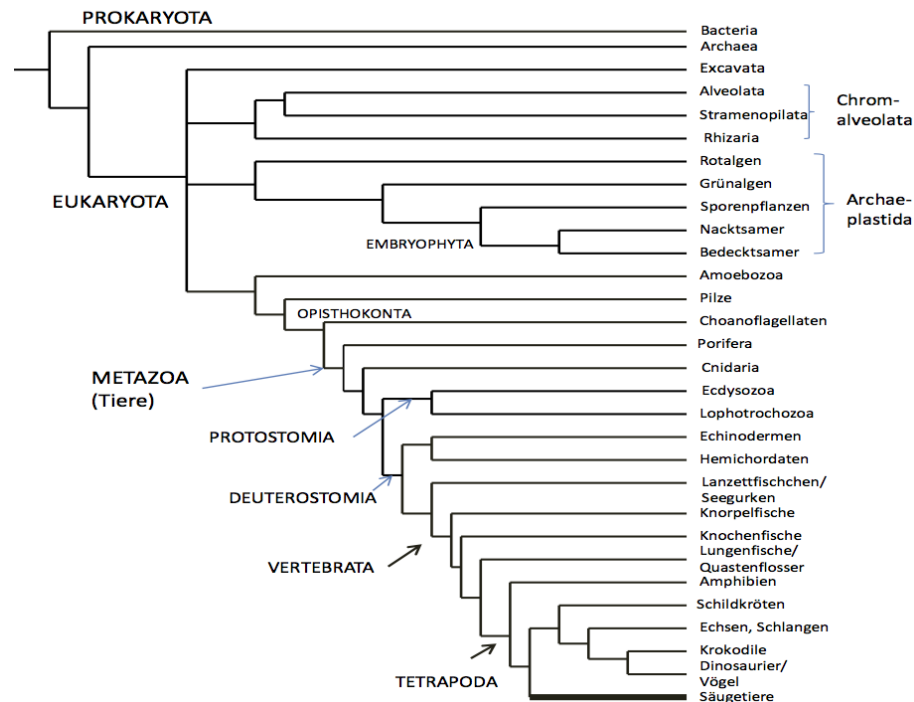 PROKARYOTA
Bacteria
Archaea
Excavata
Alveolata
Stramenopilata
Rhizaria
Chrom-
alveolata
Rotalgen
Grünalgen
Sporenpflanzen
Nacktsamer
Bedecktsamer
Archae-
plastida
EUKARYOTA
EMBRYOPHYTA
Amoebozoa
Pilze
OPISTHOKONTA
Choanoflagellaten
Porifera
Cnidaria
METAZOA
(Tiere)
Ecdysozoa
Lophotrochozoa
PROTOSTOMIA
Echinodermen
Hemichordaten
DEUTEROSTOMIA
Lanzettfischchen/
Seegurken
Knorpelfische
Knochenfische
VERTEBRATA
Lungenfische/
Quastenflosser
Amphibien
Schildkröten
Echsen, Schlangen
Krokodile
Dinosaurier/
Vögel
TETRAPODA
Säugetiere